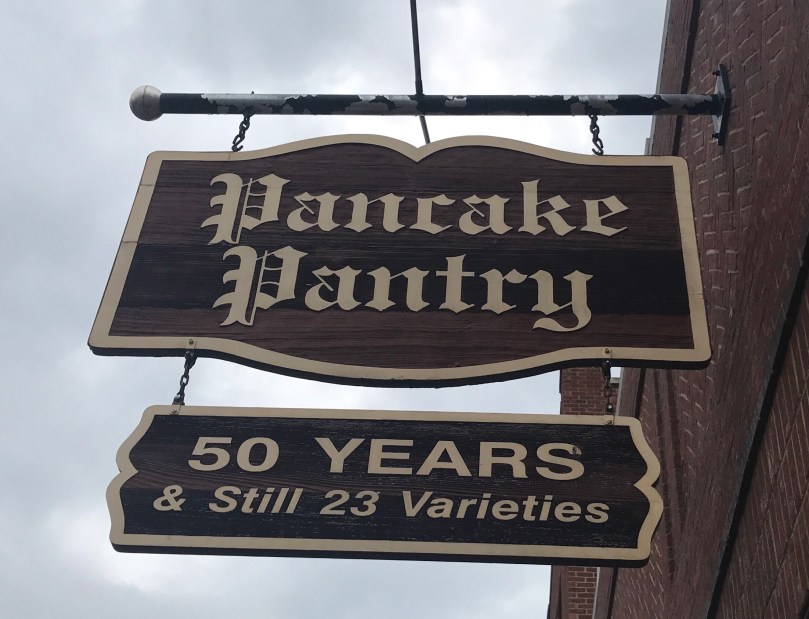 Pancake
Pantry
50 YEARS
& Still 23 Varieties